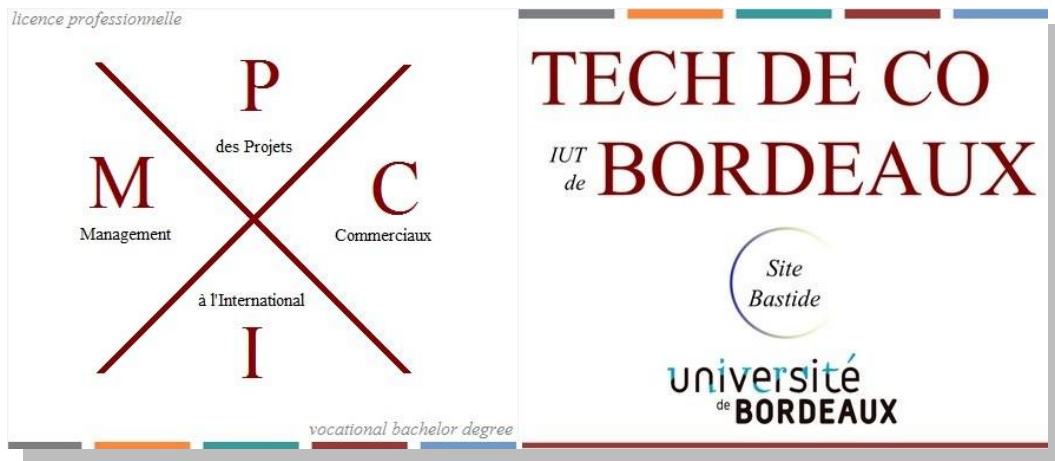 licence professionnelle
P
des Projets
M
Management
C
Commerciaux
à l'International
I
vocational bachelor degree
TECH DE CO
IUT
de
BORDEAUX
Site
Bastide
université
de BORDEAUX